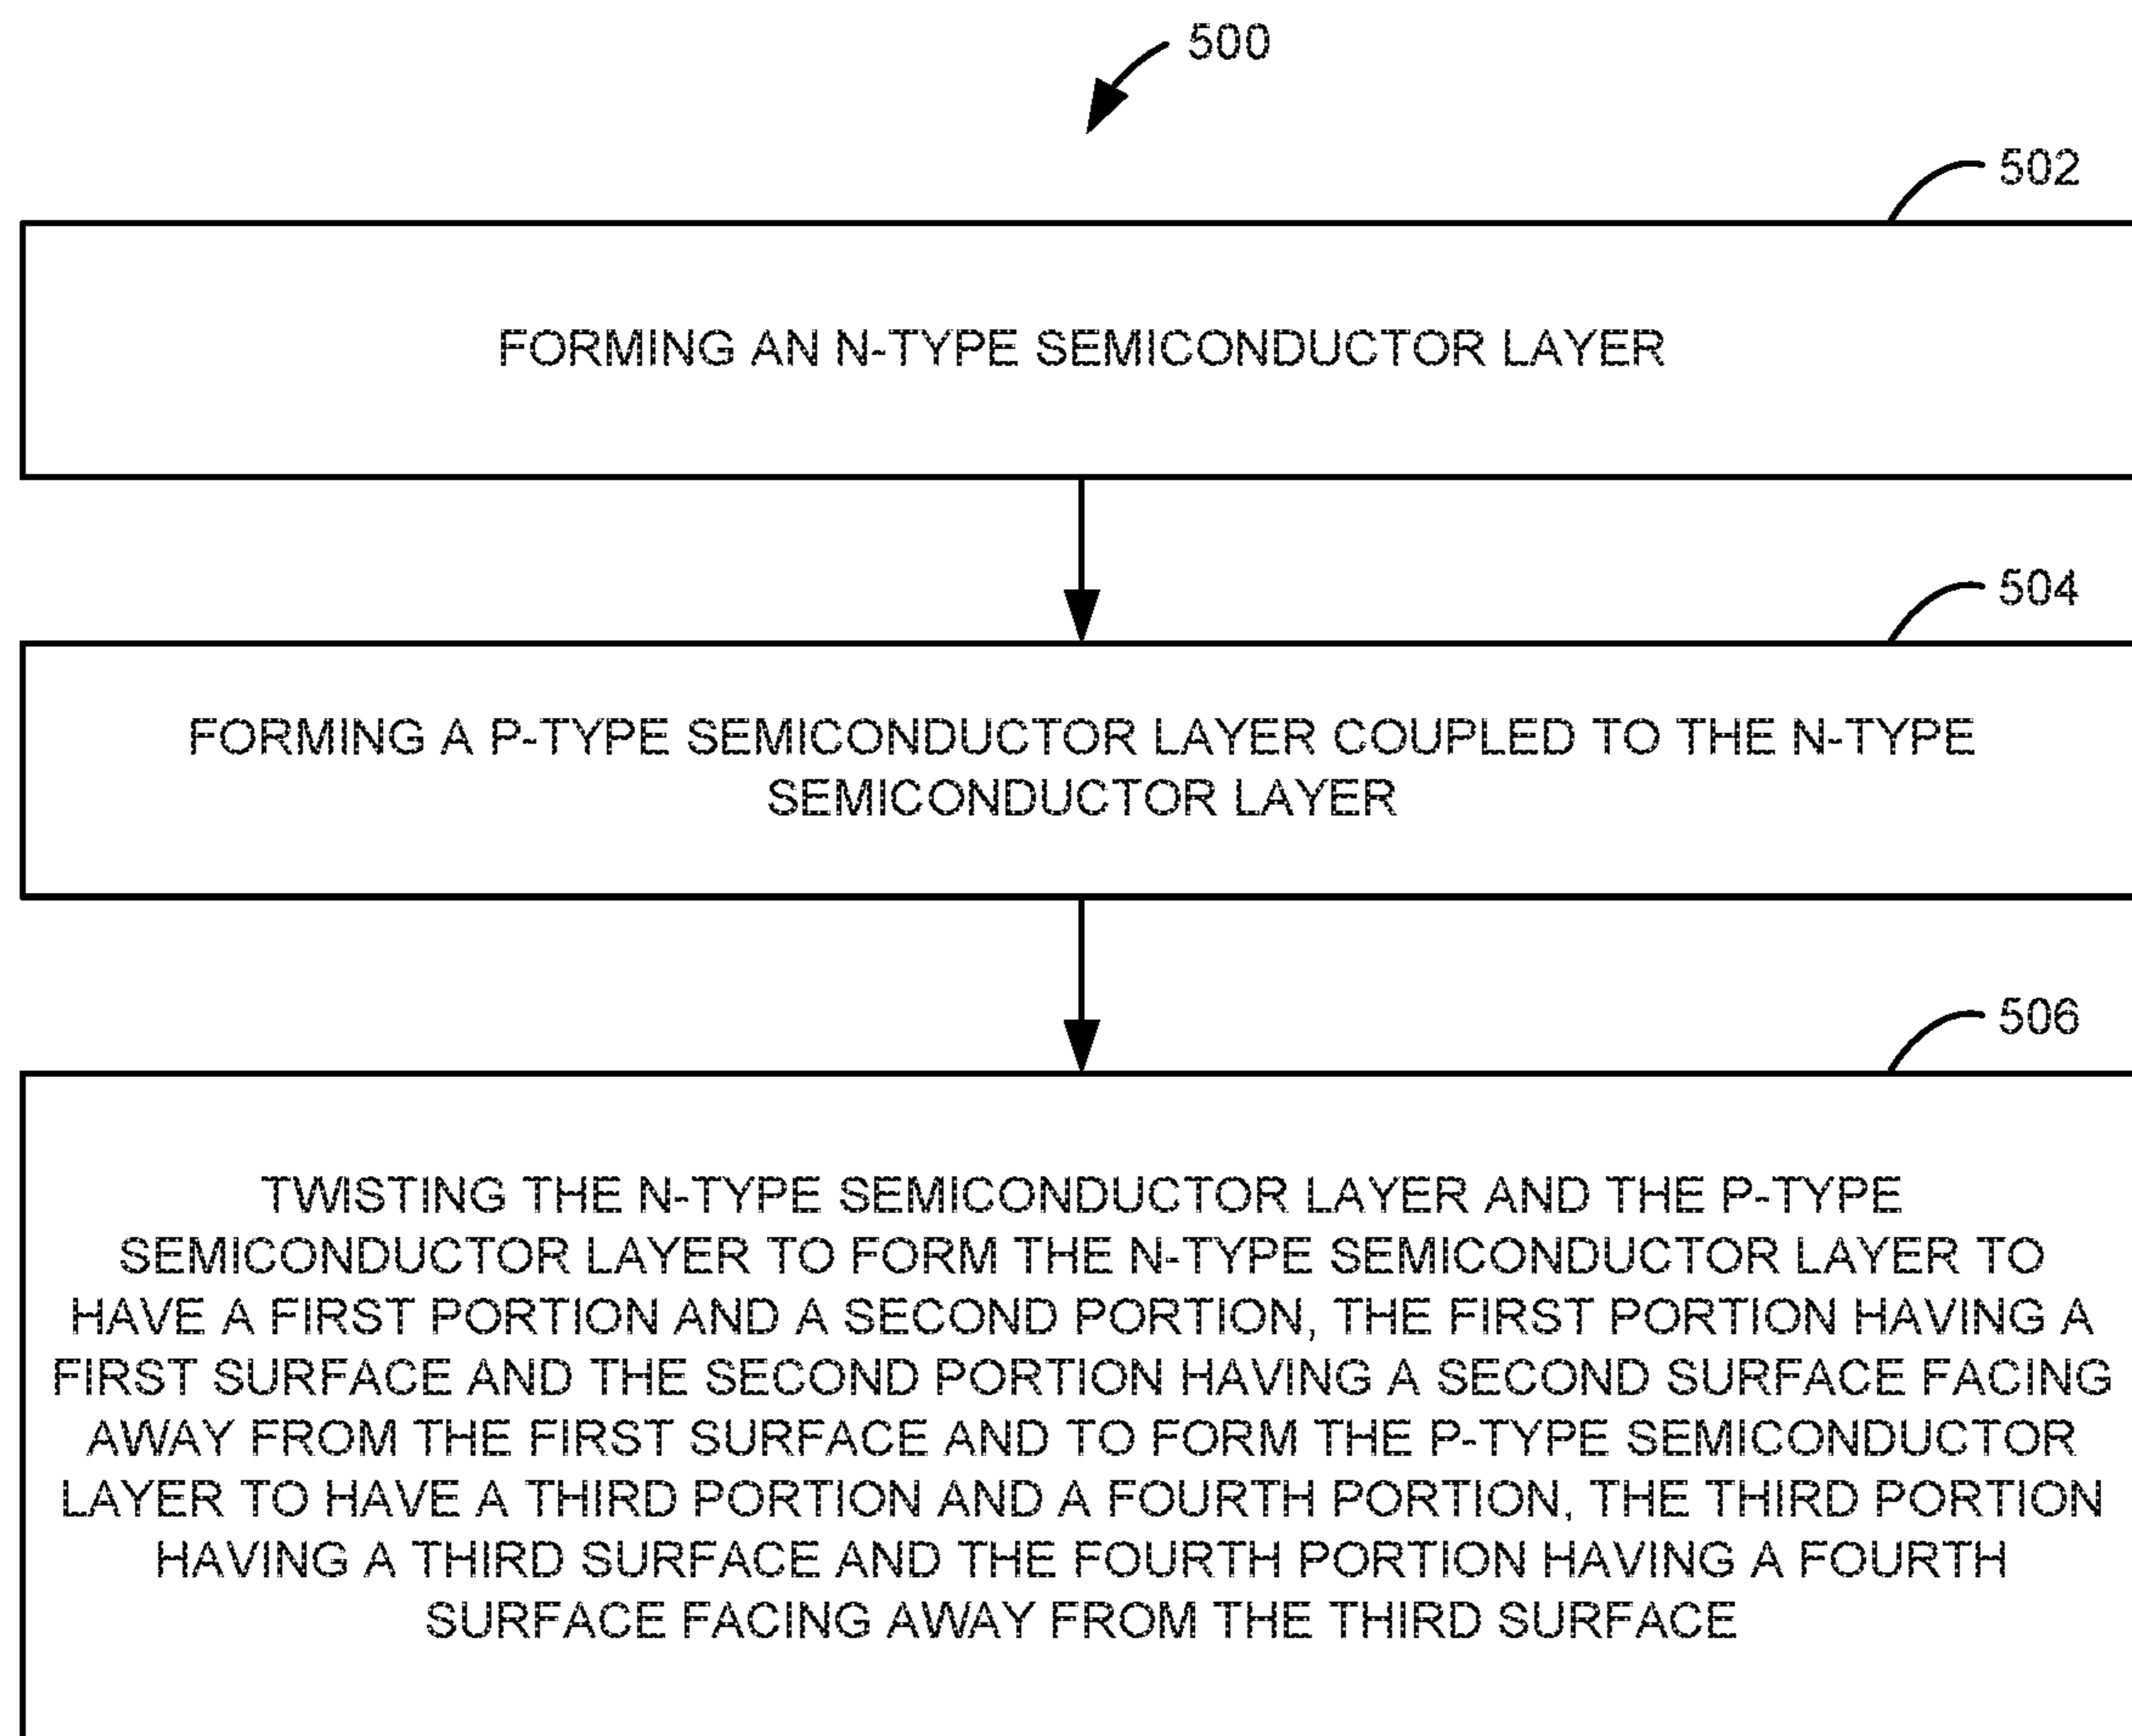 500
502
FORMING AN N-TYPE SEMICONDUCTOR LAYER
504
FORMING A P-TYPE SEMICONDUCTOR LAYER COUPLED TO THE N-TYPE
SEMICONDUCTOR LAYER
506
TWISTING THE N-TYPE SEMICONDUCTOR LAYER AND THE P-TYPE
SEMICONDUCTOR LAYER TO FORM THE N-TYPE SEMICONDUCTOR LAYER TO
HAVE A FIRST PORTION AND A SECOND PORTION, THE FIRST PORTION HAVING A
FIRST SURFACE AND THE SECOND PORTION HAVING A SECOND SURFACE FACING
AWAY FROM THE FIRST SURFACE AND TO FORM THE P-TYPE SEMICONDUCTOR
LAYER TO HAVE A THIRD PORTION AND A FOURTH PORTION, THE THIRD PORTION
HAVING A THIRD SURFACE AND THE FOURTH PORTION HAVING A FOURTH
SURFACE FACING AWAY FROM THE THIRD SURFACE